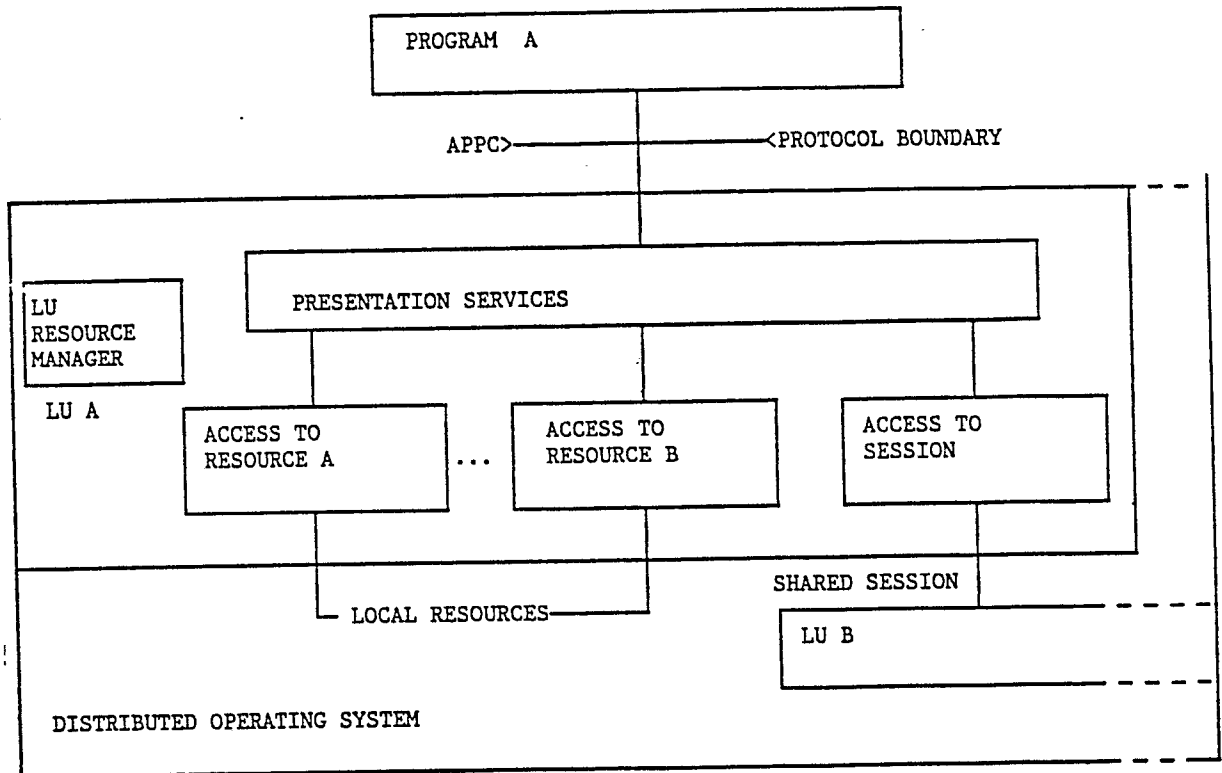 PROGRAM A
APPC> <PROTOCOL BOUNDARY
PRESENTATION SERVICES
LU
RESOURCE
MANAGER
LU A
ACCESS TO
RESOURCE A
...
ACCESS TO
RESOURCE B
ACCESS TO
SESSION
SHARED SESSION
LOCAL RESOURCES
LU B
DISTRIBUTED OPERATING SYSTEM